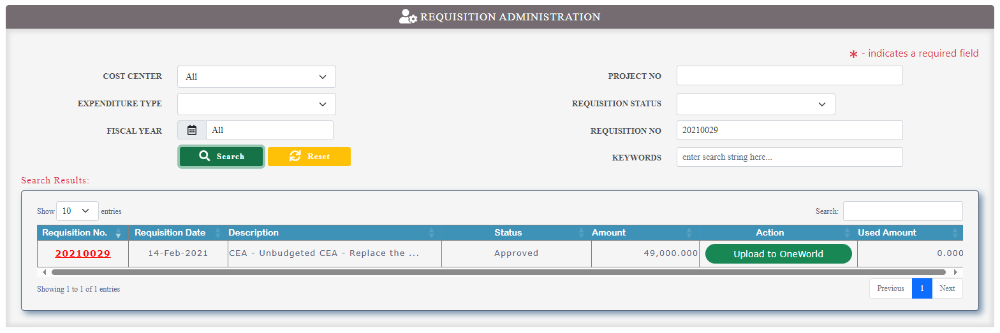 REQUISITION ADMINISTRATION
* - indicates a required field
COST CENTER All PROJECT NO
EXPENDITURE TYPE REQUISITION STATUS
FISCAL YEAR All REQUISITION NO 20210029
Search Reset KEYWORDS enter search string here...
Search Results:
Show 10 entries Search:
Requisition No. Requisition Date Description Status Amount Action Used Amount
20210029 14-Feb-2021 CEA - Unbudgeted CEA - Replace the ... Approved 49,000.000 Upload to OneWorld 0.000
Showing 1 to 1 of 1 entries Previous 1 Next